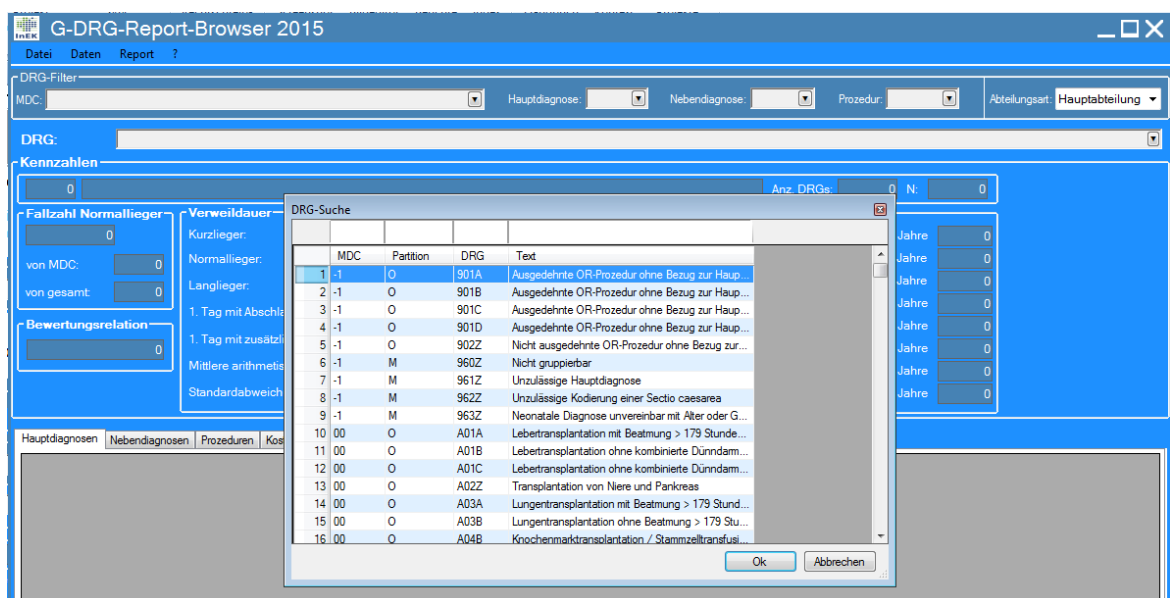 InEK G-DRG-Report-Browser 2015
Datei Daten Report ?
DRG-Filter
MDC: Hauptdiagnose: Nebendiagnose: Prozedur: Abteilungsart: Hauptabteilung
DRG:
Kennzahlen
0 Anz. DRGs: 0 N: 0
Fallzahl Normallieger
0
von MDC: 0
von gesamt: 0
Bewertungsrelation
0
Verweildauer
Kurzlieger:
Normallieger:
Langlieger:
1. Tag mit Abschla
1. Tag mit zusätzli
Mittlere arithmetis
Standardabweich
Jahre 0
Jahre 0
Jahre 0
Jahre 0
Jahre 0
Jahre 0
Jahre 0
Jahre 0
DRG-Suche
MDC Partition DRG Text
1 -1 O 901A Ausgedehnte OR-Prozedur ohne Bezug zur Haup...
2 -1 O 901B Ausgedehnte OR-Prozedur ohne Bezug zur Haup...
3 -1 O 901C Ausgedehnte OR-Prozedur ohne Bezug zur Haup...
4 -1 O 901D Ausgedehnte OR-Prozedur ohne Bezug zur Haup...
5 -1 O 902Z Nicht ausgedehnte OR-Prozedur ohne Bezug zur...
6 -1 M 960Z Nicht gruppierbar
7 -1 M 961Z Unzulässige Hauptdiagnose
8 -1 M 962Z Unzulässige Kodierung einer Sectio caesarea
9 -1 M 963Z Neonatale Diagnose unvereinbar mit Alter oder G...
10 00 O A01A Lebertransplantation mit Beatmung > 179 Stunde...
11 00 O A01B Lebertransplantation ohne kombinierte Dünndarm...
12 00 O A01C Lebertransplantation ohne kombinierte Dünndarm...
13 00 O A02Z Transplantation von Niere und Pankreas
14 00 O A03A Lungentransplantation mit Beatmung > 179 Stund...
15 00 O A03B Lungentransplantation ohne Beatmung > 179 Stu...
16 00 O A04B Knochenmarktransplantation / Stammzelltransfusi...
Ok Abbrechen
Hauptdiagnosen Nebendiagnosen Prozeduren Kos